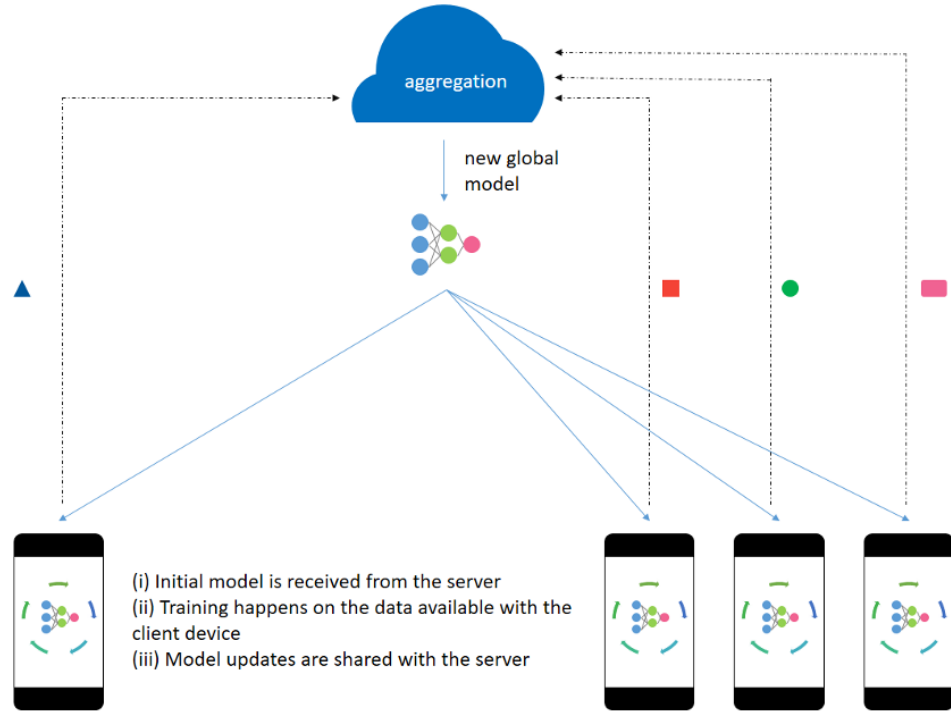 aggregation
new global
model
(i) Initial model is received from the server
(ii) Training happens on the data available with the
client device
(iii) Model updates are shared with the server